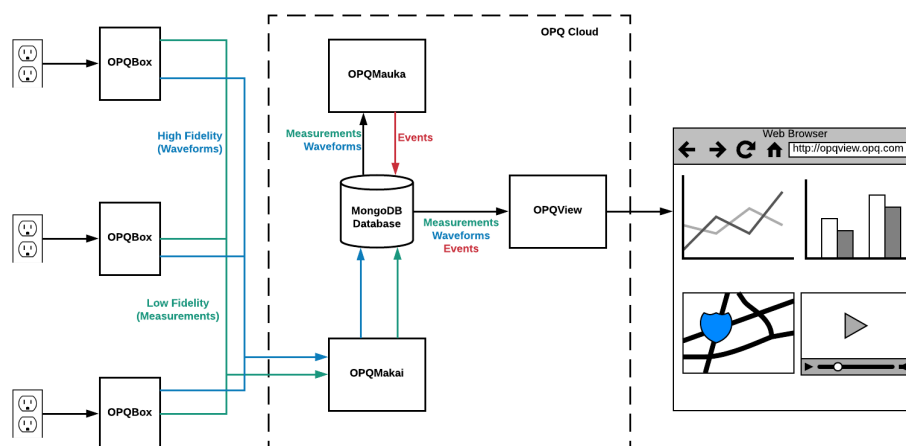 OPQ Cloud
OPQBox
OPQMauka
High Fidelity
(Waveforms)
Measurements
Waveforms
Events
Web Browser
http://opqview.opq.com
OPQBox
MongoDB
Database
OPQView
Measurements
Waveforms
Events
Low Fidelity
(Measurements)
OPQMakai
OPQBox